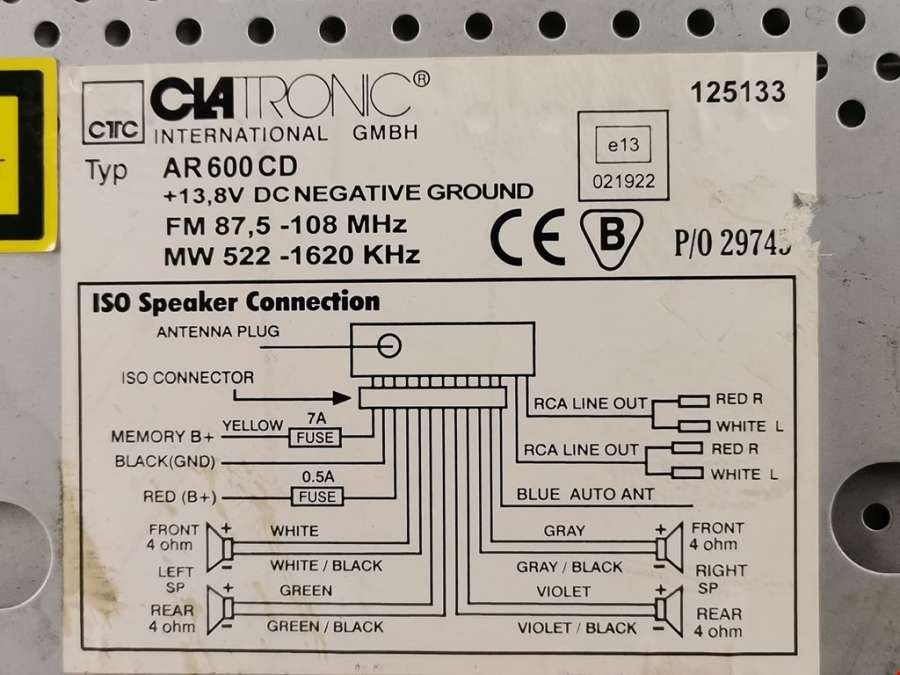 CLATRONIC®
125133
CTC
INTERNATIONAL GMBH
Typ AR600CD
e13
021922
+13,8V DC NEGATIVE GROUND
FM 87,5 -108 MHz
MW 522 -1620 KHz
CE
B
P/O 29745
ISO Speaker Connection
ANTENNA PLUG
ISO CONNECTOR
RCA LINE OUT
RED R
WHITE L
MEMORY B+ YELLOW 7A FUSE
RCA LINE OUT
RED R
WHITE L
BLACK(GND)
RED (B+) 0.5A FUSE
BLUE AUTO ANT
FRONT
4 ohm
+
-
WHITE
WHITE / BLACK
GRAY
GRAY / BLACK
+
-
FRONT
4 ohm
LEFT
SP
RIGHT
SP
REAR
4 ohm
+
-
GREEN
GREEN / BLACK
VIOLET
VIOLET / BLACK
+
-
REAR
4 ohm